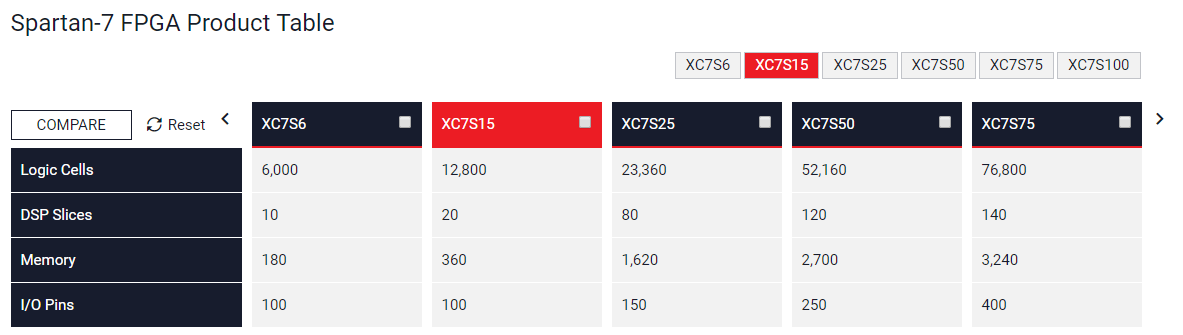 Spartan-7 FPGA Product Table
XC7S6 XC7S15 XC7S25 XC7S50 XC7S75 XC7S100
COMPARE Reset XC7S6 XC7S15 XC7S25 XC7S50 XC7S75
Logic Cells 6,000 12,800 23,360 52,160 76,800
DSP Slices 10 20 80 120 140
Memory 180 360 1,620 2,700 3,240
I/O Pins 100 100 150 250 400